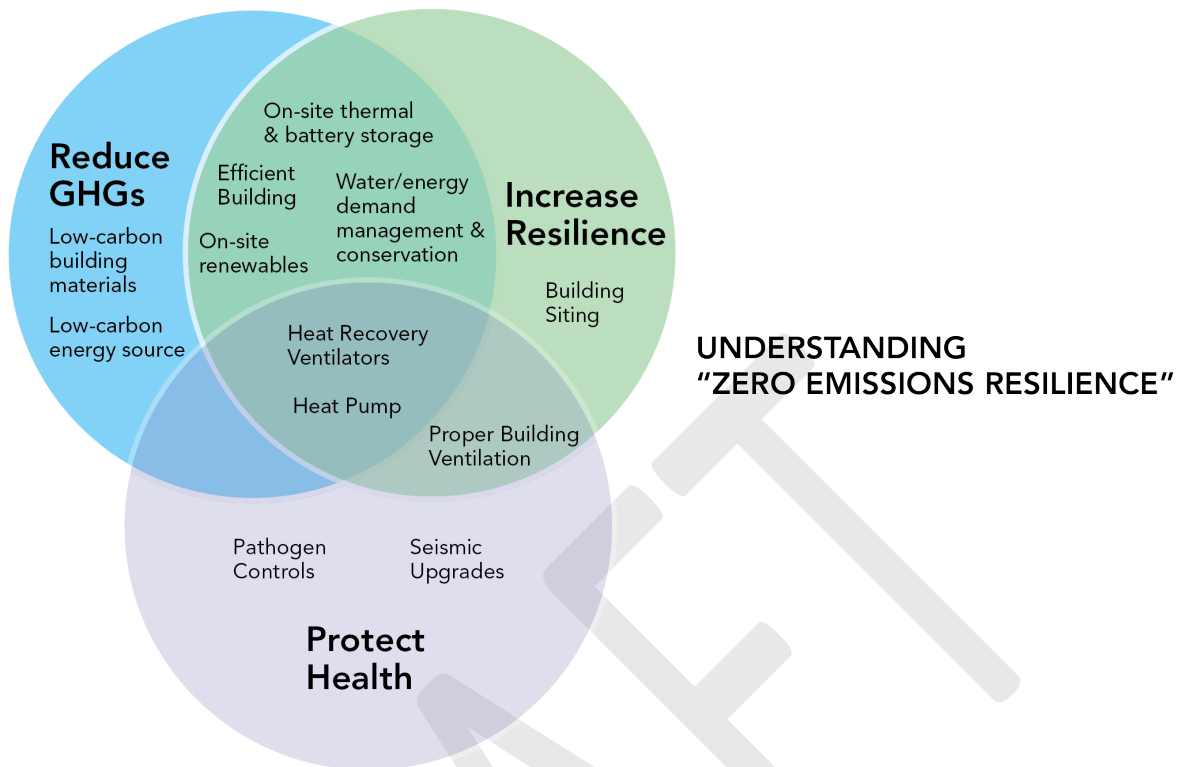 On-site thermal
& battery storage
Reduce
GHGs
Efficient
Building
Water/energy
demand
management &
conservation
Increase
Resilience
Low-carbon
building
materials
On-site
renewables
Building
Siting
Low-carbon
energy source
Heat Recovery
Ventilators
UNDERSTANDING
“ZERO EMISSIONS RESILIENCE”
Heat Pump
Proper Building
Ventilation
Pathogen
Controls
Seismic
Upgrades
Protect
Health